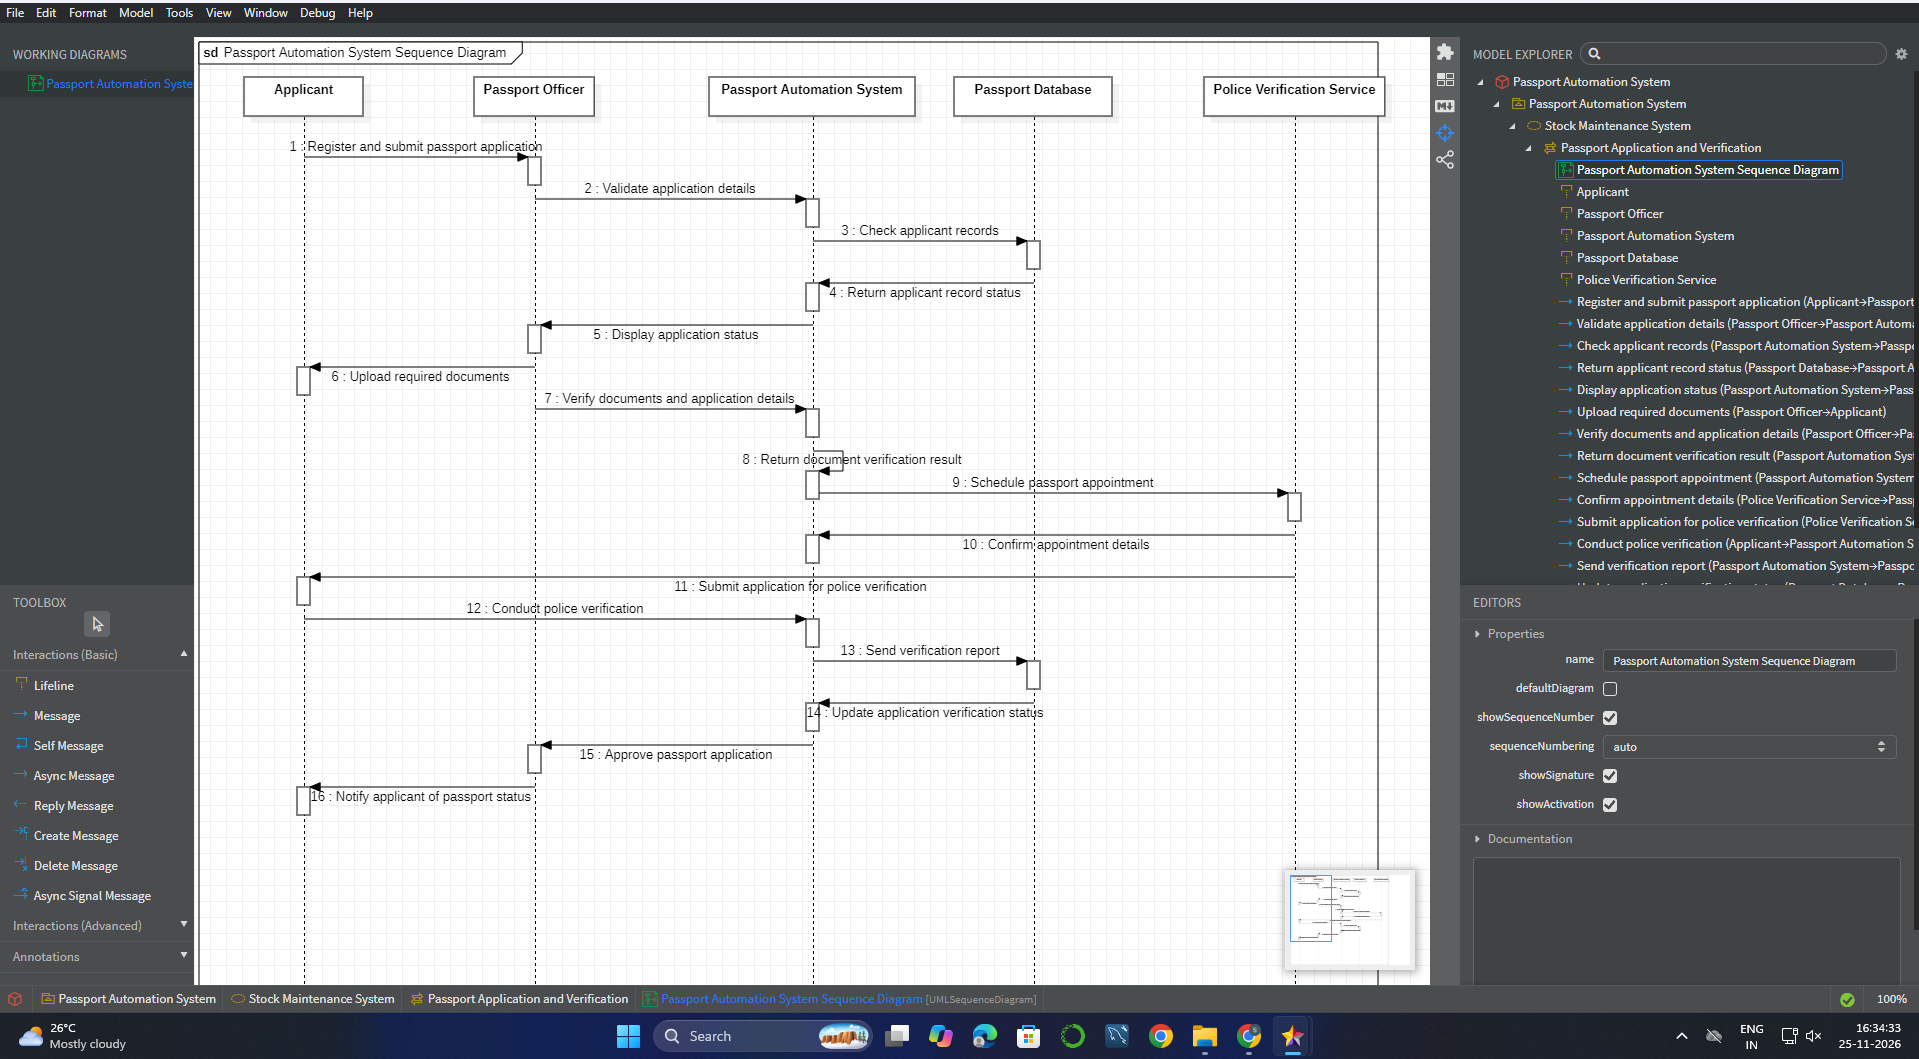 File Edit Format Model Tools View Window Debug Help
WORKING DIAGRAMS
Passport Automation Syste
TOOLBOX
Interactions (Basic)
Lifeline
Message
Self Message
Async Message
Reply Message
Create Message
Delete Message
Async Signal Message
Interactions (Advanced)
Annotations
sd Passport Automation System Sequence Diagram
Applicant
Passport Officer
Passport Automation System
Passport Database
Police Verification Service
1 : Register and submit passport application
2 : Validate application details
3 : Check applicant records
4 : Return applicant record status
5 : Display application status
6 : Upload required documents
7 : Verify documents and application details
8 : Return document verification result
9 : Schedule passport appointment
10 : Confirm appointment details
11 : Submit application for police verification
12 : Conduct police verification
13 : Send verification report
14 : Update application verification status
15 : Approve passport application
16 : Notify applicant of passport status
MODEL EXPLORER
Passport Automation System
Passport Automation System
Stock Maintenance System
Passport Application and Verification
Passport Automation System Sequence Diagram
Applicant
Passport Officer
Passport Automation System
Passport Database
Police Verification Service
Register and submit passport application (Applicant→Passport
Validate application details (Passport Officer→Passport Automa
Check applicant records (Passport Automation System→Passpo
Return applicant record status (Passport Database→Passport A
Display application status (Passport Automation System→Pass
Upload required documents (Passport Officer→Applicant)
Verify documents and application details (Passport Officer→Pa
Return document verification result (Passport Automation Syst
Schedule passport appointment (Passport Automation System
Confirm appointment details (Police Verification Service→Pass
Submit application for police verification (Police Verification Se
Conduct police verification (Applicant→Passport Automation S
Send verification report (Passport Automation System→Passpo
EDITORS
Properties
name Passport Automation System Sequence Diagram
defaultDiagram
showSequenceNumber
sequenceNumbering auto
showSignature
showActivation
Documentation
Passport Automation System Stock Maintenance System Passport Application and Verification Passport Automation System Sequence Diagram [UMLSequenceDiagram] 100%
26°C
Mostly cloudy
Search
ENG
IN
16:34:33
25-11-2026